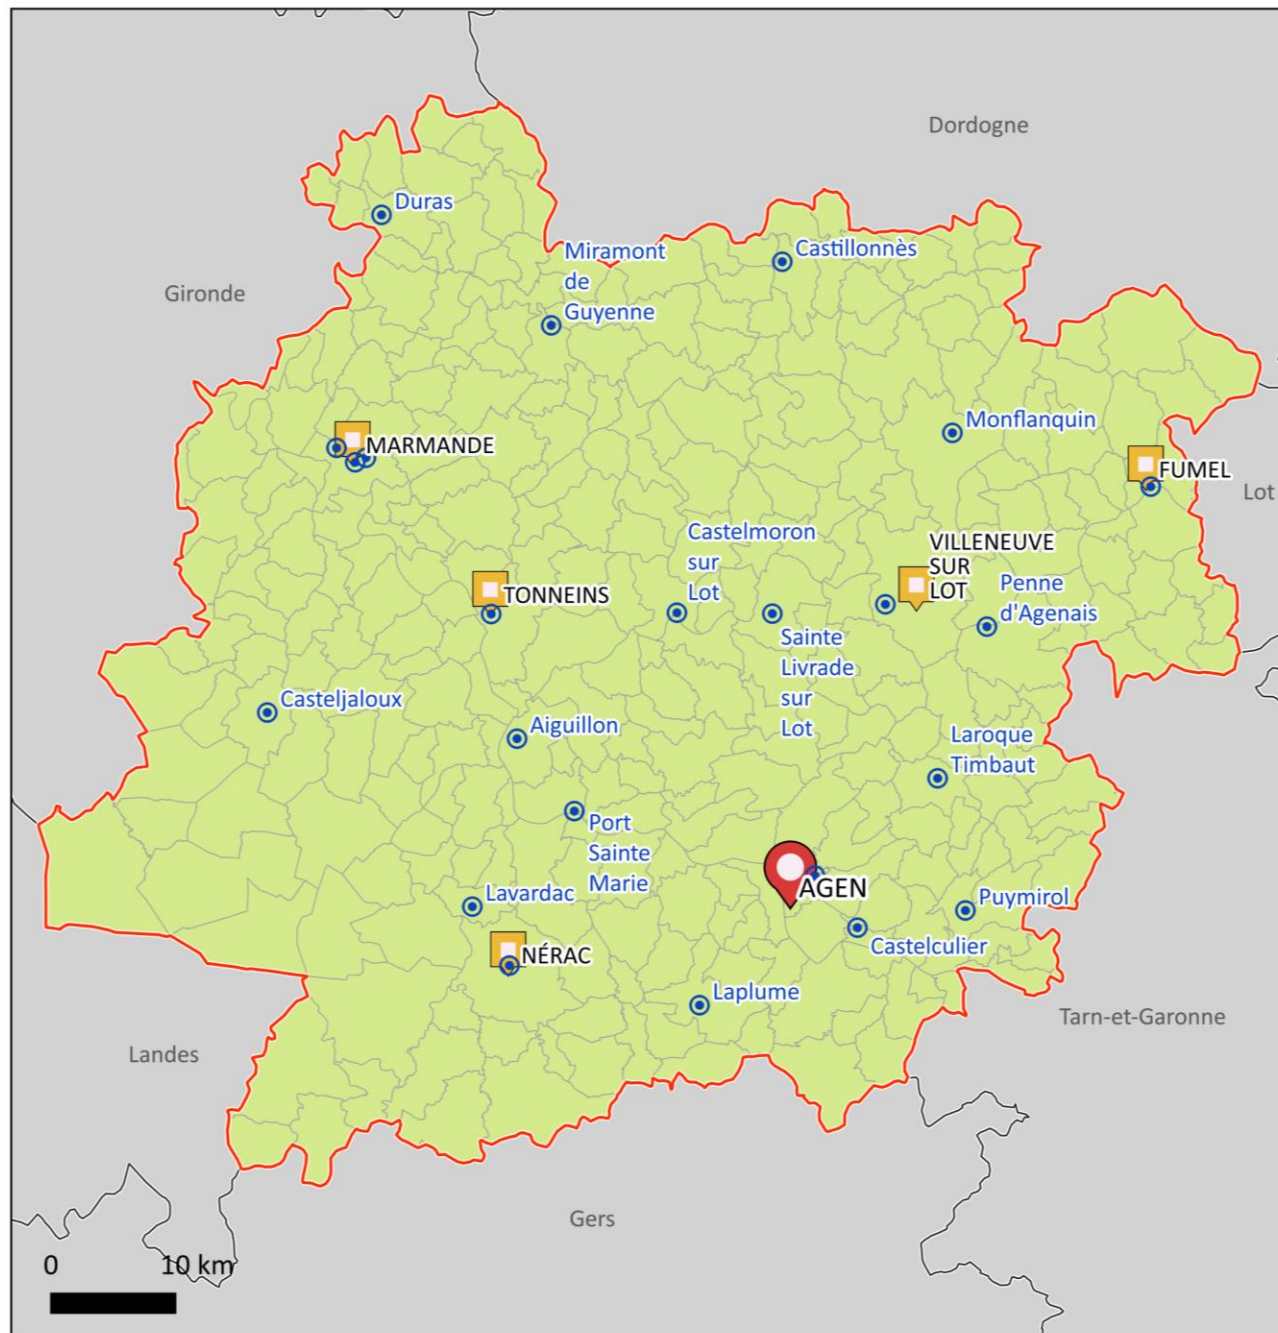 Dordogne
Duras
Miramont
de
Guyenne
Castillonnès
Gironde
Monflanquin
MARMANDE
FUMEL
Lot
Castelmoron
sur
Lot
VILLENEUVE
SUR
LOT
Penne
d'Agenais
TONNEINS
Sainte
Livrade
sur
Lot
Casteljaloux
Aiguillon
Laroque
Timbaut
Port
Sainte
Marie
AGEN
Lavardac
Puymirol
Castelculier
NÉRAC
Laplume
Tarn-et-Garonne
Landes
Gers
0 10 km